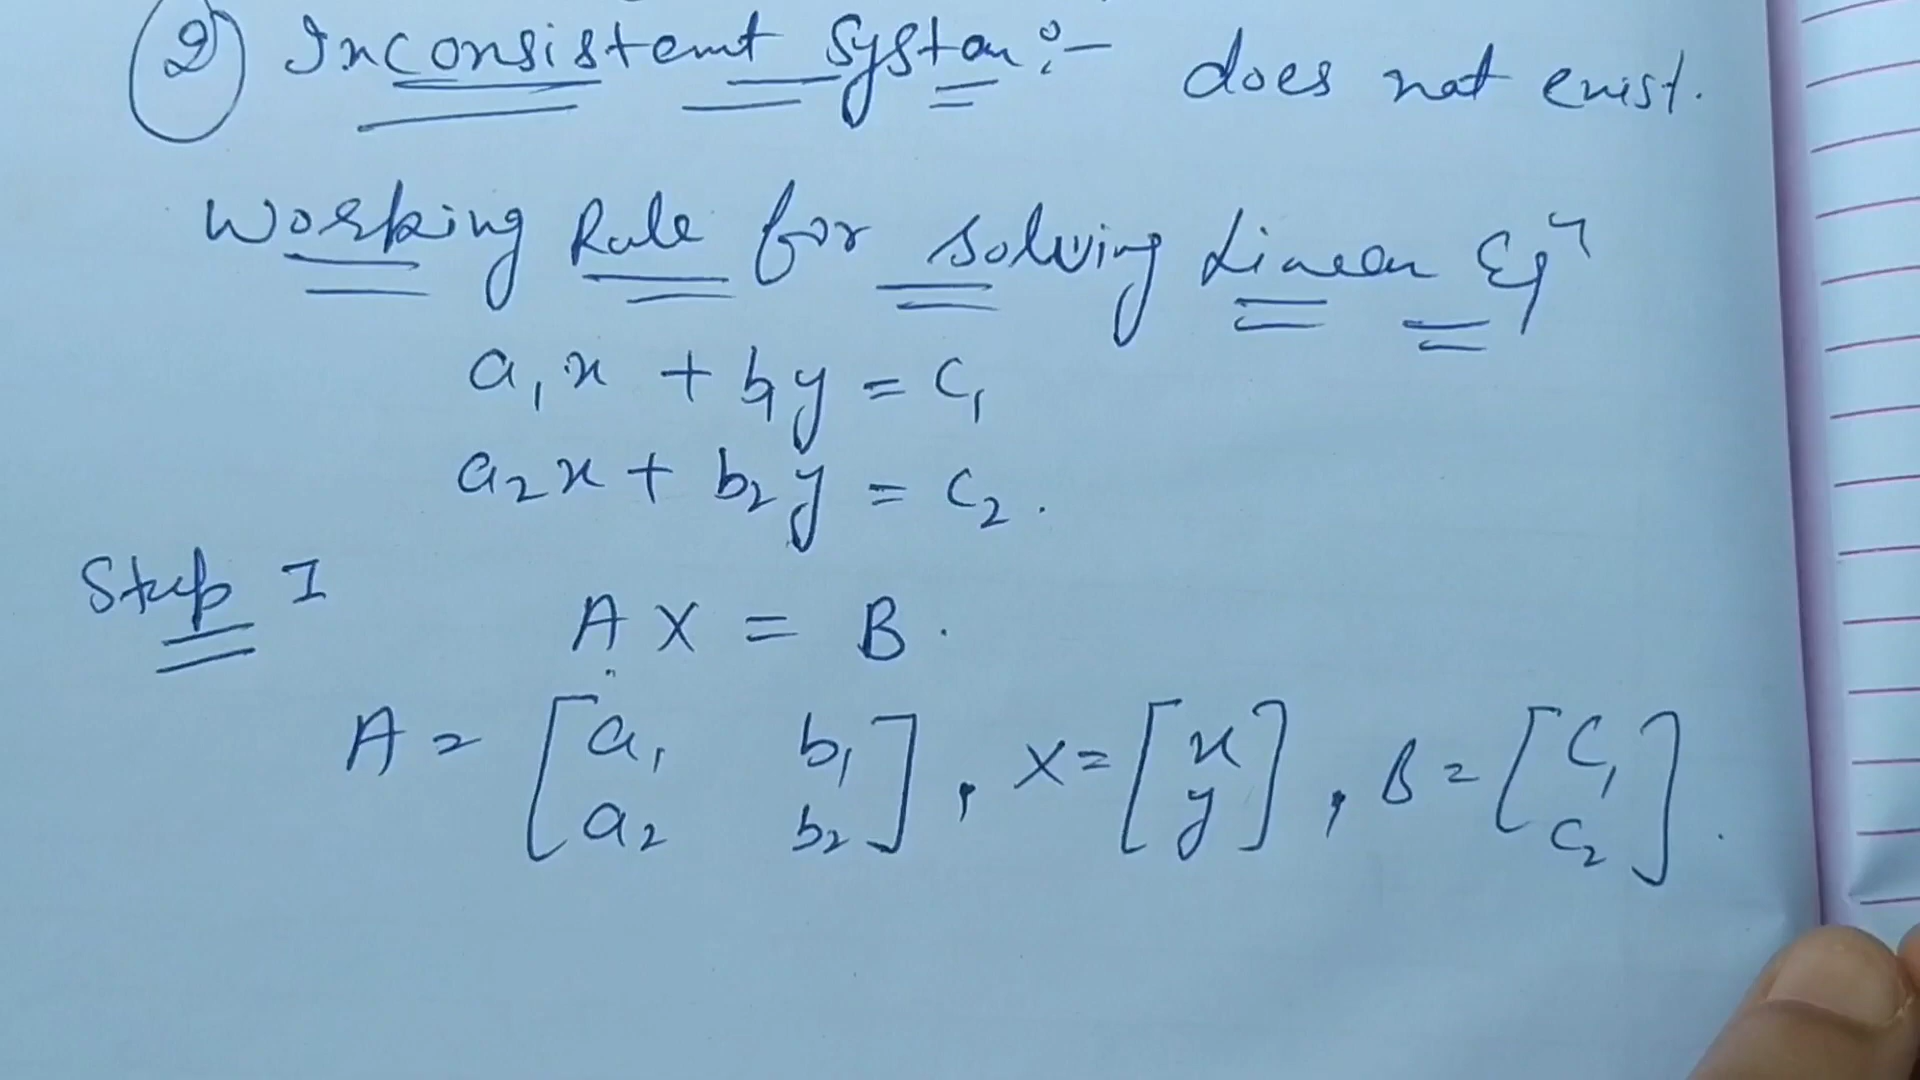 2 Inconsistent System:- does not exist.
Working Rule for solving Linear Eqⁿ
a₁x + b₁y = c₁
a₂x + b₂y = c₂.
Step I
AX = B.
A = [a₁ b₁], X = [x], B = [c₁]
[a₂ b₂] [y] [c₂].